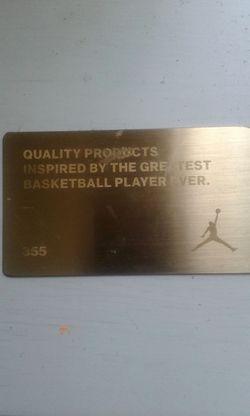 QUALITY PRODUCTS
INSPIRED BY THE GREATEST
BASKETBALL PLAYER EVER.
355